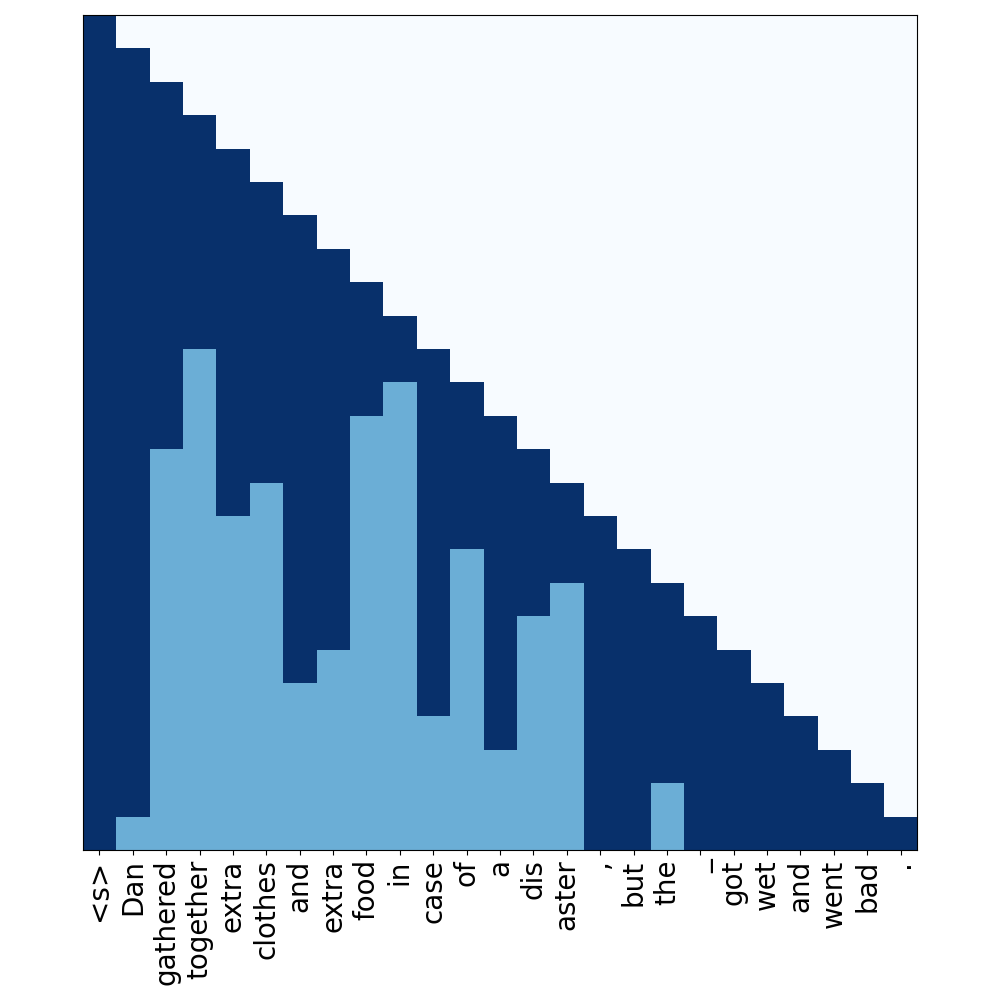 <s>
Dan
gathered
together
extra
clothes
and
extra
food
in
case
of
a
dis
aster
,
but
the
_
got
wet
and
went
bad
.